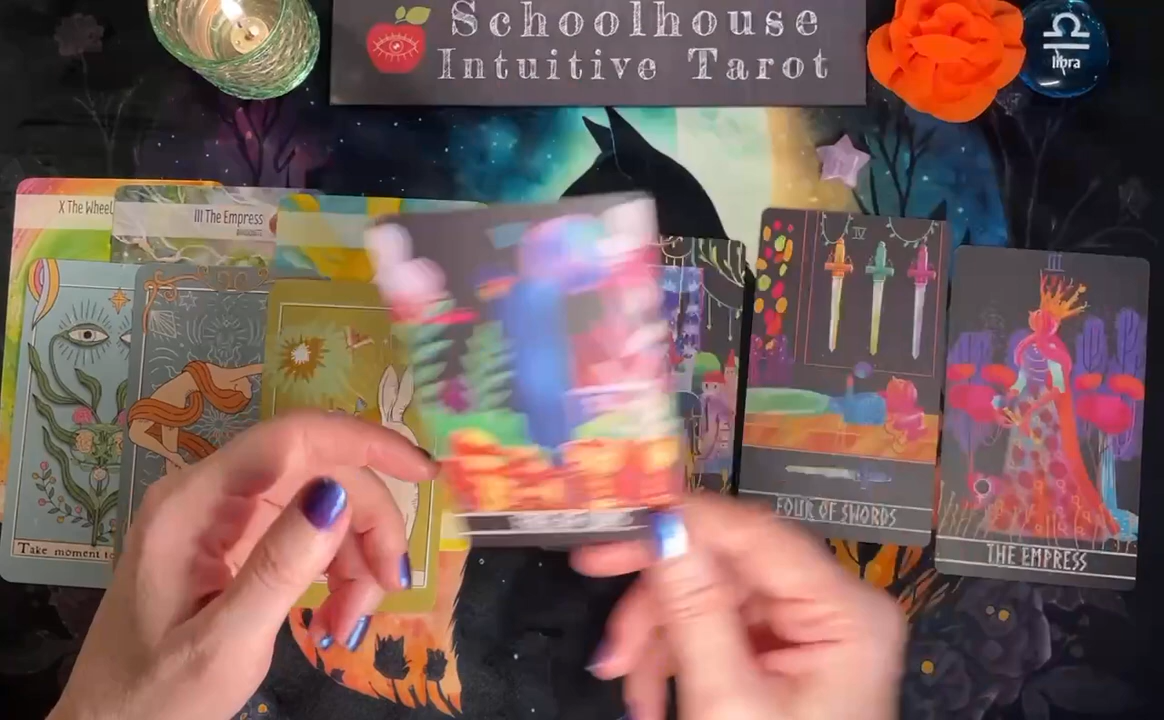 Schoolhouse
Intuitive Tarot
libra
X The Wheel
III The Empress
IV
III
FOUR OF SWORDS
THE EMPRESS
Take moment to